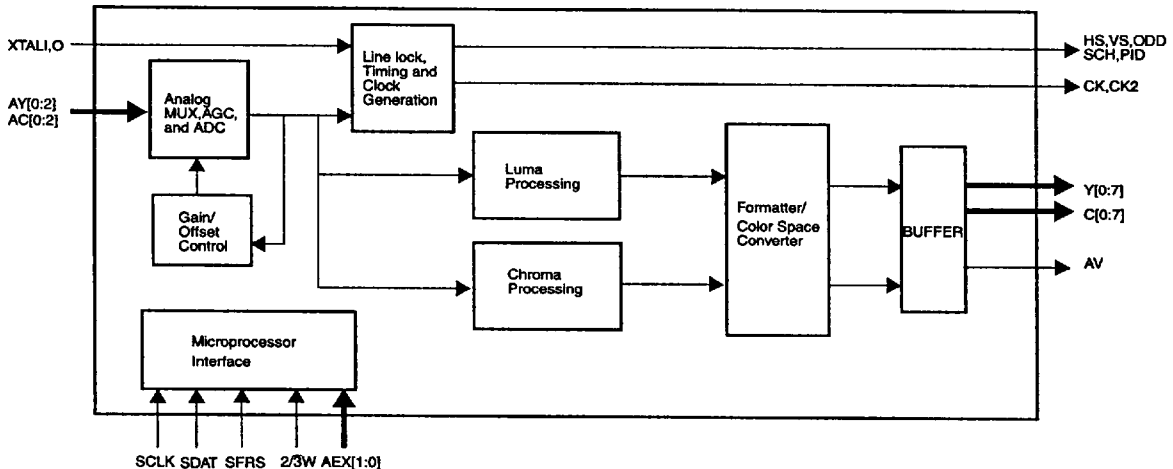 XTALI,O
AY[0:2]
AC[0:2]
Analog
MUX,AGC,
and ADC
Gain/
Offset
Control
Line lock,
Timing and
Clock
Generation
HS,VS,ODD
SCH,PID
CK,CK2
Luma
Processing
Chroma
Processing
Formatter/
Color Space
Converter
BUFFER
Y[0:7]
C[0:7]
AV
Microprocessor
Interface
SCLK SDAT SFRS 2/3W AEX[1:0]